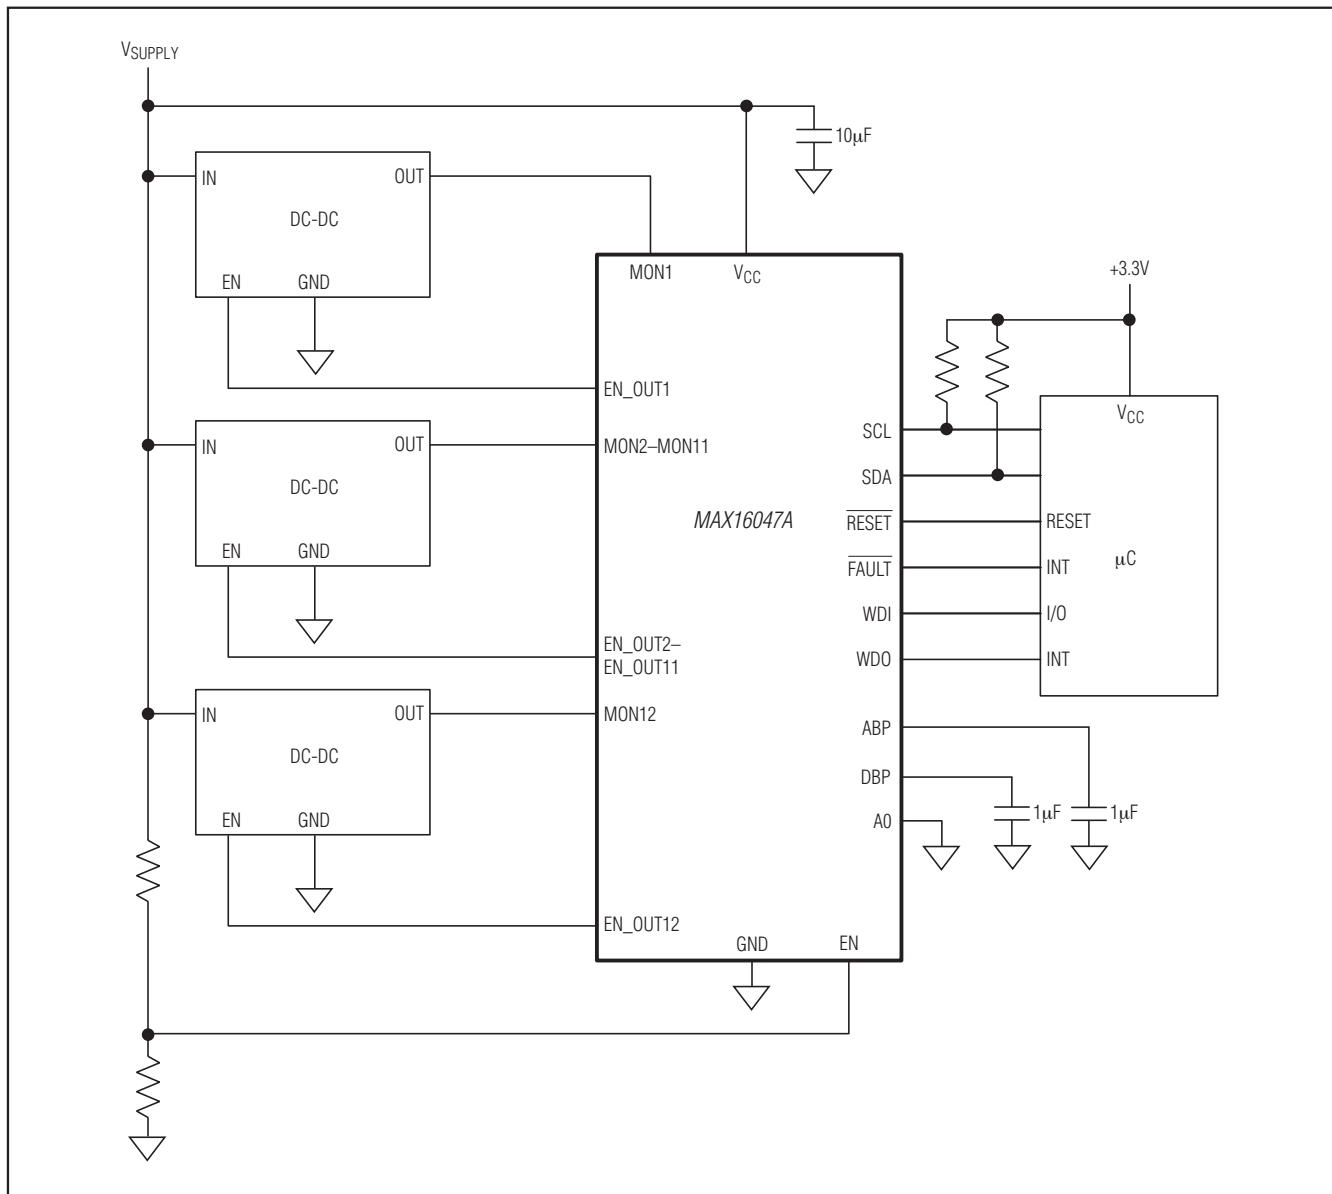 VSUPPLY
10µF
IN
OUT
DC-DC
EN
GND
MON1
VCC
+3.3V
EN_OUT1
VCC
IN
OUT
MON2–MON11
SCL
DC-DC
SDA
MAX16047A
RESET
RESET
EN
GND
FAULT
INT
µC
WDI
I/O
EN_OUT2–
EN_OUT11
WDO
INT
IN
OUT
MON12
ABP
DC-DC
DBP
1µF
1µF
EN
GND
A0
EN_OUT12
GND
EN